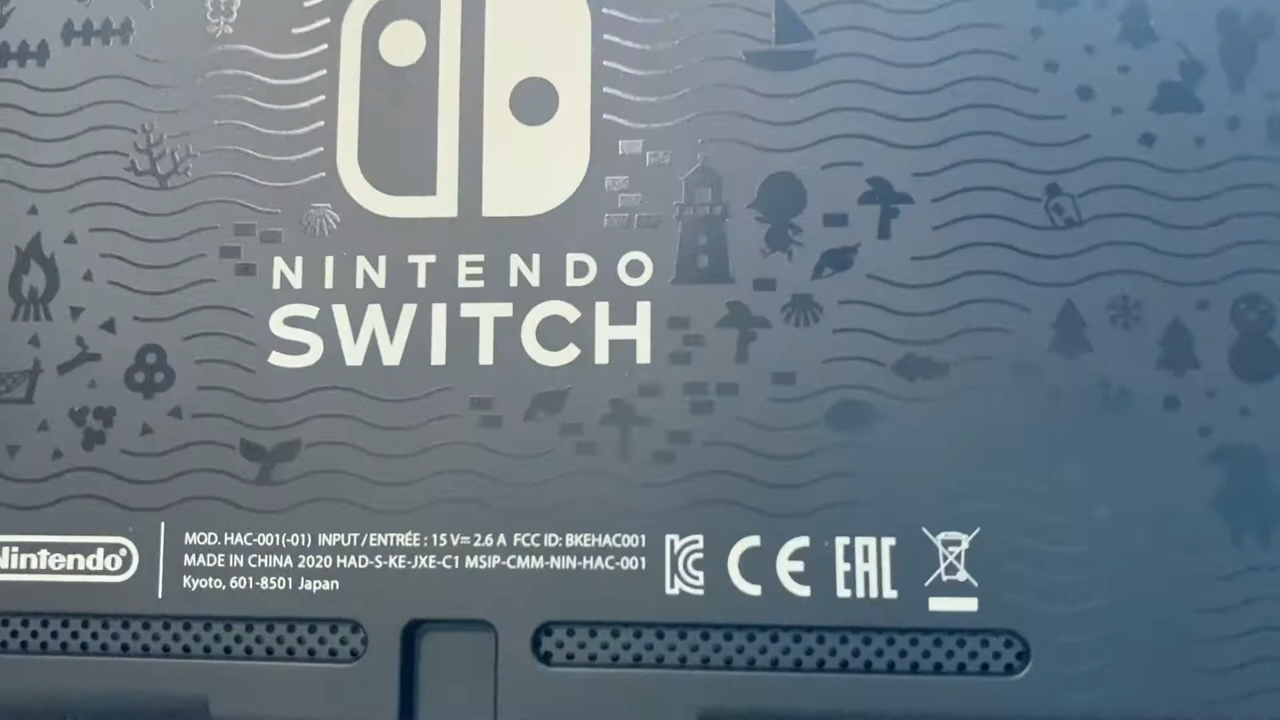 NINTENDO
SWITCH
Nintendo®
MOD. HAC-001(-01) INPUT/ENTRÉE : 15 V⎓ 2.6 A FCC ID: BKEHAC001
MADE IN CHINA 2020 HAD-S-KE-JXE-C1 MSIP-CMM-NIN-HAC-001
Kyoto, 601-8501 Japan
CE EAC